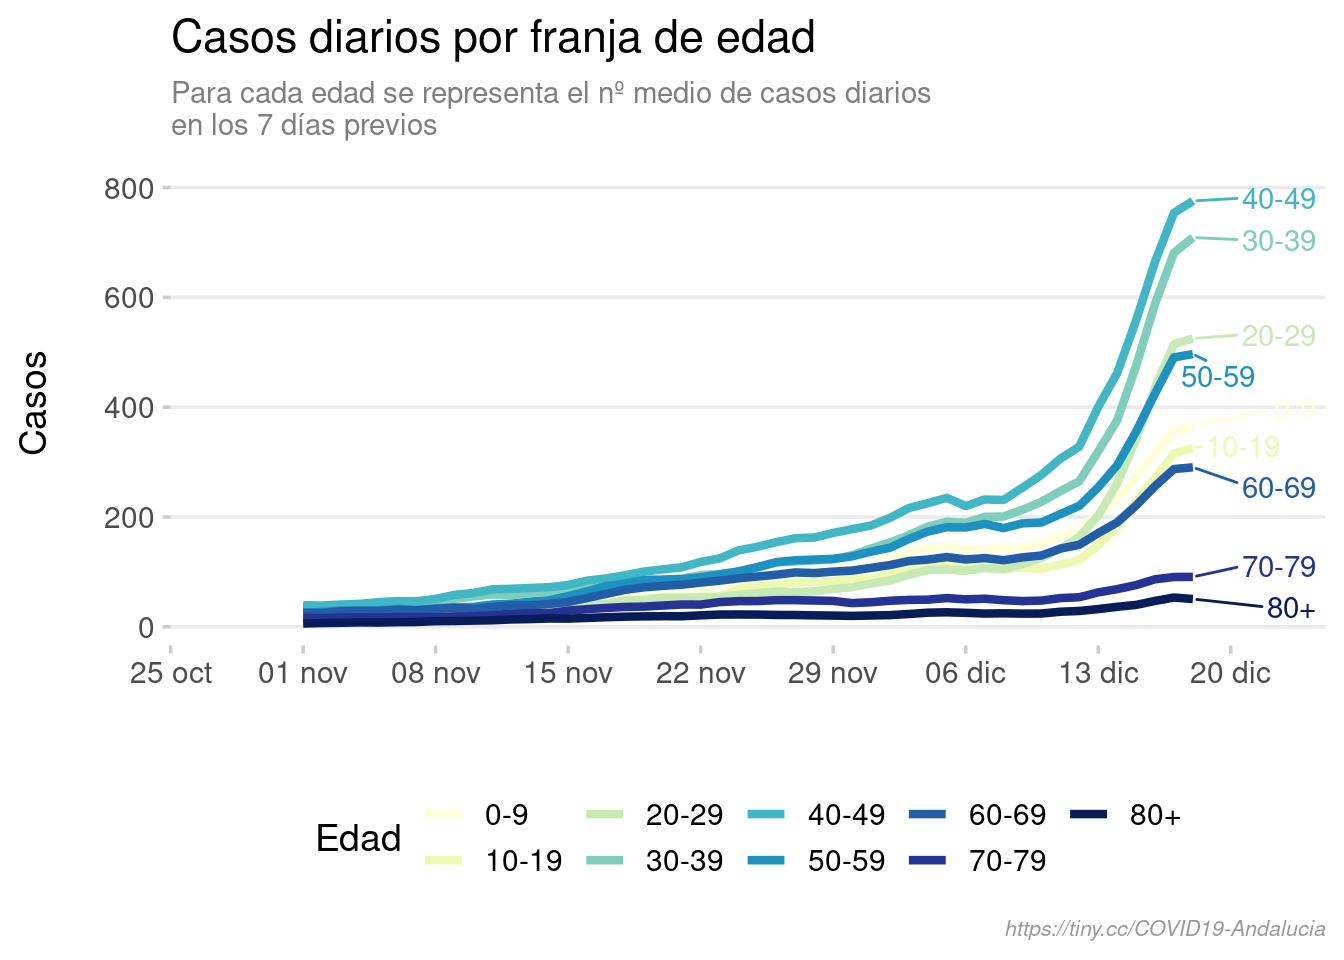 Casos diarios por franja de edad
Para cada edad se representa el nº medio de casos diarios
en los 7 días previos
Casos
800
600
400
200
0
40-49
30-39
20-29
50-59
0-9
10-19
60-69
70-79
80+
25 oct 01 nov 08 nov 15 nov 22 nov 29 nov 06 dic 13 dic 20 dic
Edad
0-9 20-29 40-49 60-69 80+
10-19 30-39 50-59 70-79
https://tiny.cc/COVID19-Andalucia